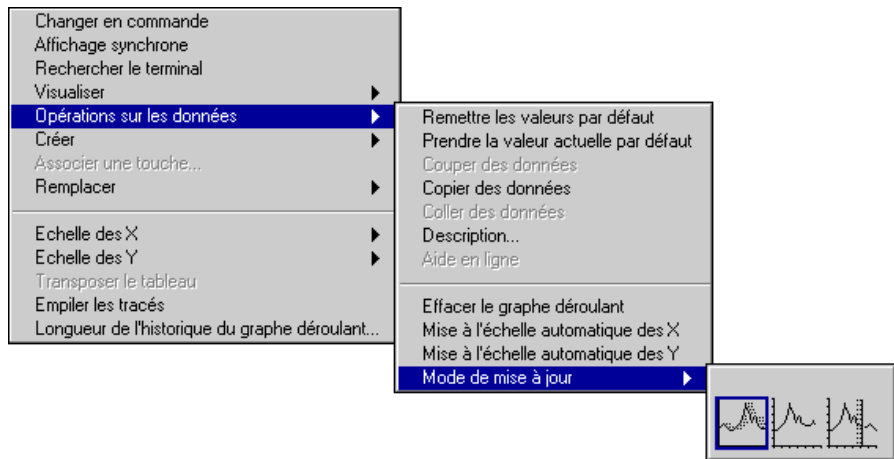 Changer en commande
Affichage synchrone
Rechercher le terminal
Visualiser
Opérations sur les données
Créer
Associer une touche...
Remplacer
Echelle des X
Echelle des Y
Transposer le tableau
Empiler les tracés
Longueur de l'historique du graphe déroulant...
Remettre les valeurs par défaut
Prendre la valeur actuelle par défaut
Couper des données
Copier des données
Coller des données
Description...
Aide en ligne
Effacer le graphe déroulant
Mise à l'échelle automatique des X
Mise à l'échelle automatique des Y
Mode de mise à jour